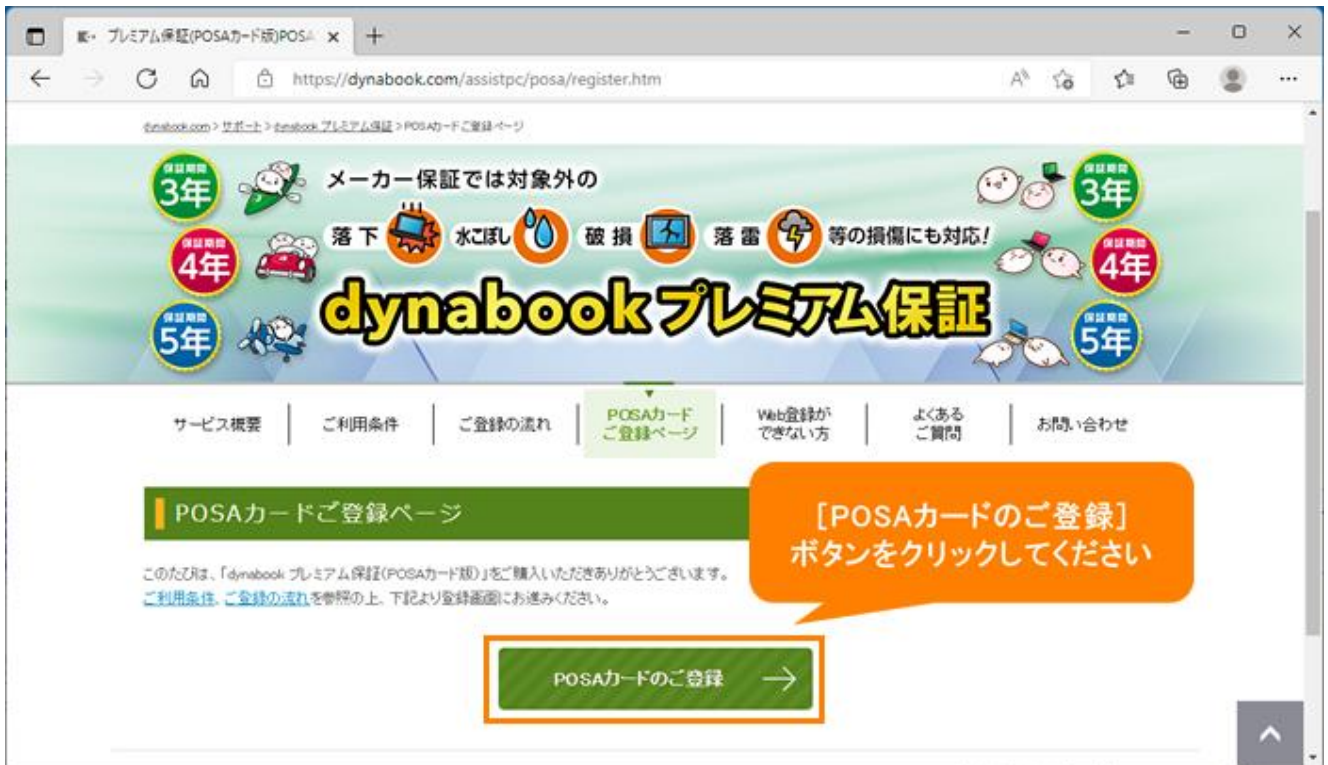 プレミアム保証(POSAカード版)POSA
https://dynabook.com/assistpc/posa/register.htm
dynabook.com > サポート > dynabook プレミアム保証 > POSAカードご登録ページ
保証期間
3年
保証期間
4年
保証期間
5年
メーカー保証では対象外の
落下 水こぼし 破損 落雷 等の損傷にも対応!
dynabook プレミアム保証
保証期間
3年
保証期間
4年
保証期間
5年
サービス概要
ご利用条件
ご登録の流れ
POSAカード
ご登録ページ
Web登録が
できない方
よくある
ご質問
お問い合わせ
POSAカードご登録ページ
[POSAカードのご登録]
ボタンをクリックしてください
このたびは、「dynabook プレミアム保証(POSAカード版)」をご購入いただきありがとうございます。
ご利用条件、ご登録の流れを参照の上、下記より登録画面にお進みください。
POSAカードのご登録